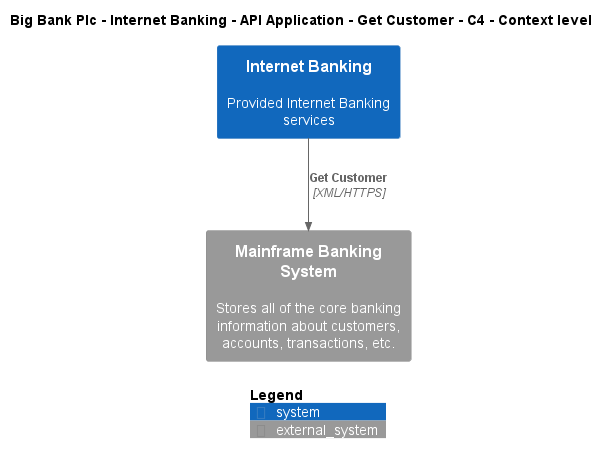 Big Bank Plc - Internet Banking - API Application - Get Customer - C4 - Context level
Internet Banking
Provided Internet Banking
services
Get Customer
[XML/HTTPS]
Mainframe Banking
System
Stores all of the core banking
information about customers,
accounts, transactions, etc.
Legend
system
external_system